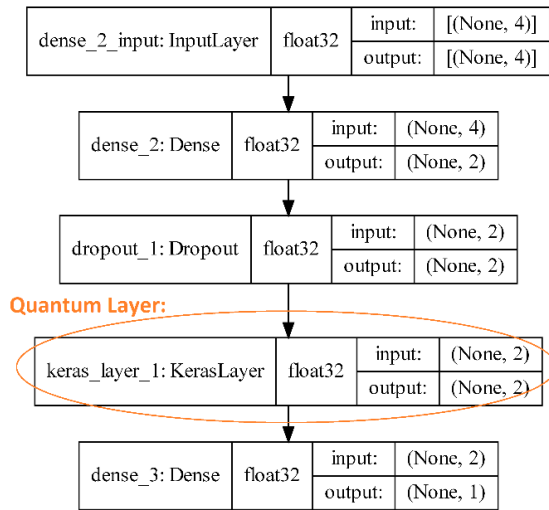 dense_2_input: InputLayer float32 input: [(None, 4)]
output: [(None, 4)]
dense_2: Dense float32 input: (None, 4)
output: (None, 2)
dropout_1: Dropout float32 input: (None, 2)
output: (None, 2)
Quantum Layer:
keras_layer_1: KerasLayer float32 input: (None, 2)
output: (None, 2)
dense_3: Dense float32 input: (None, 2)
output: (None, 1)